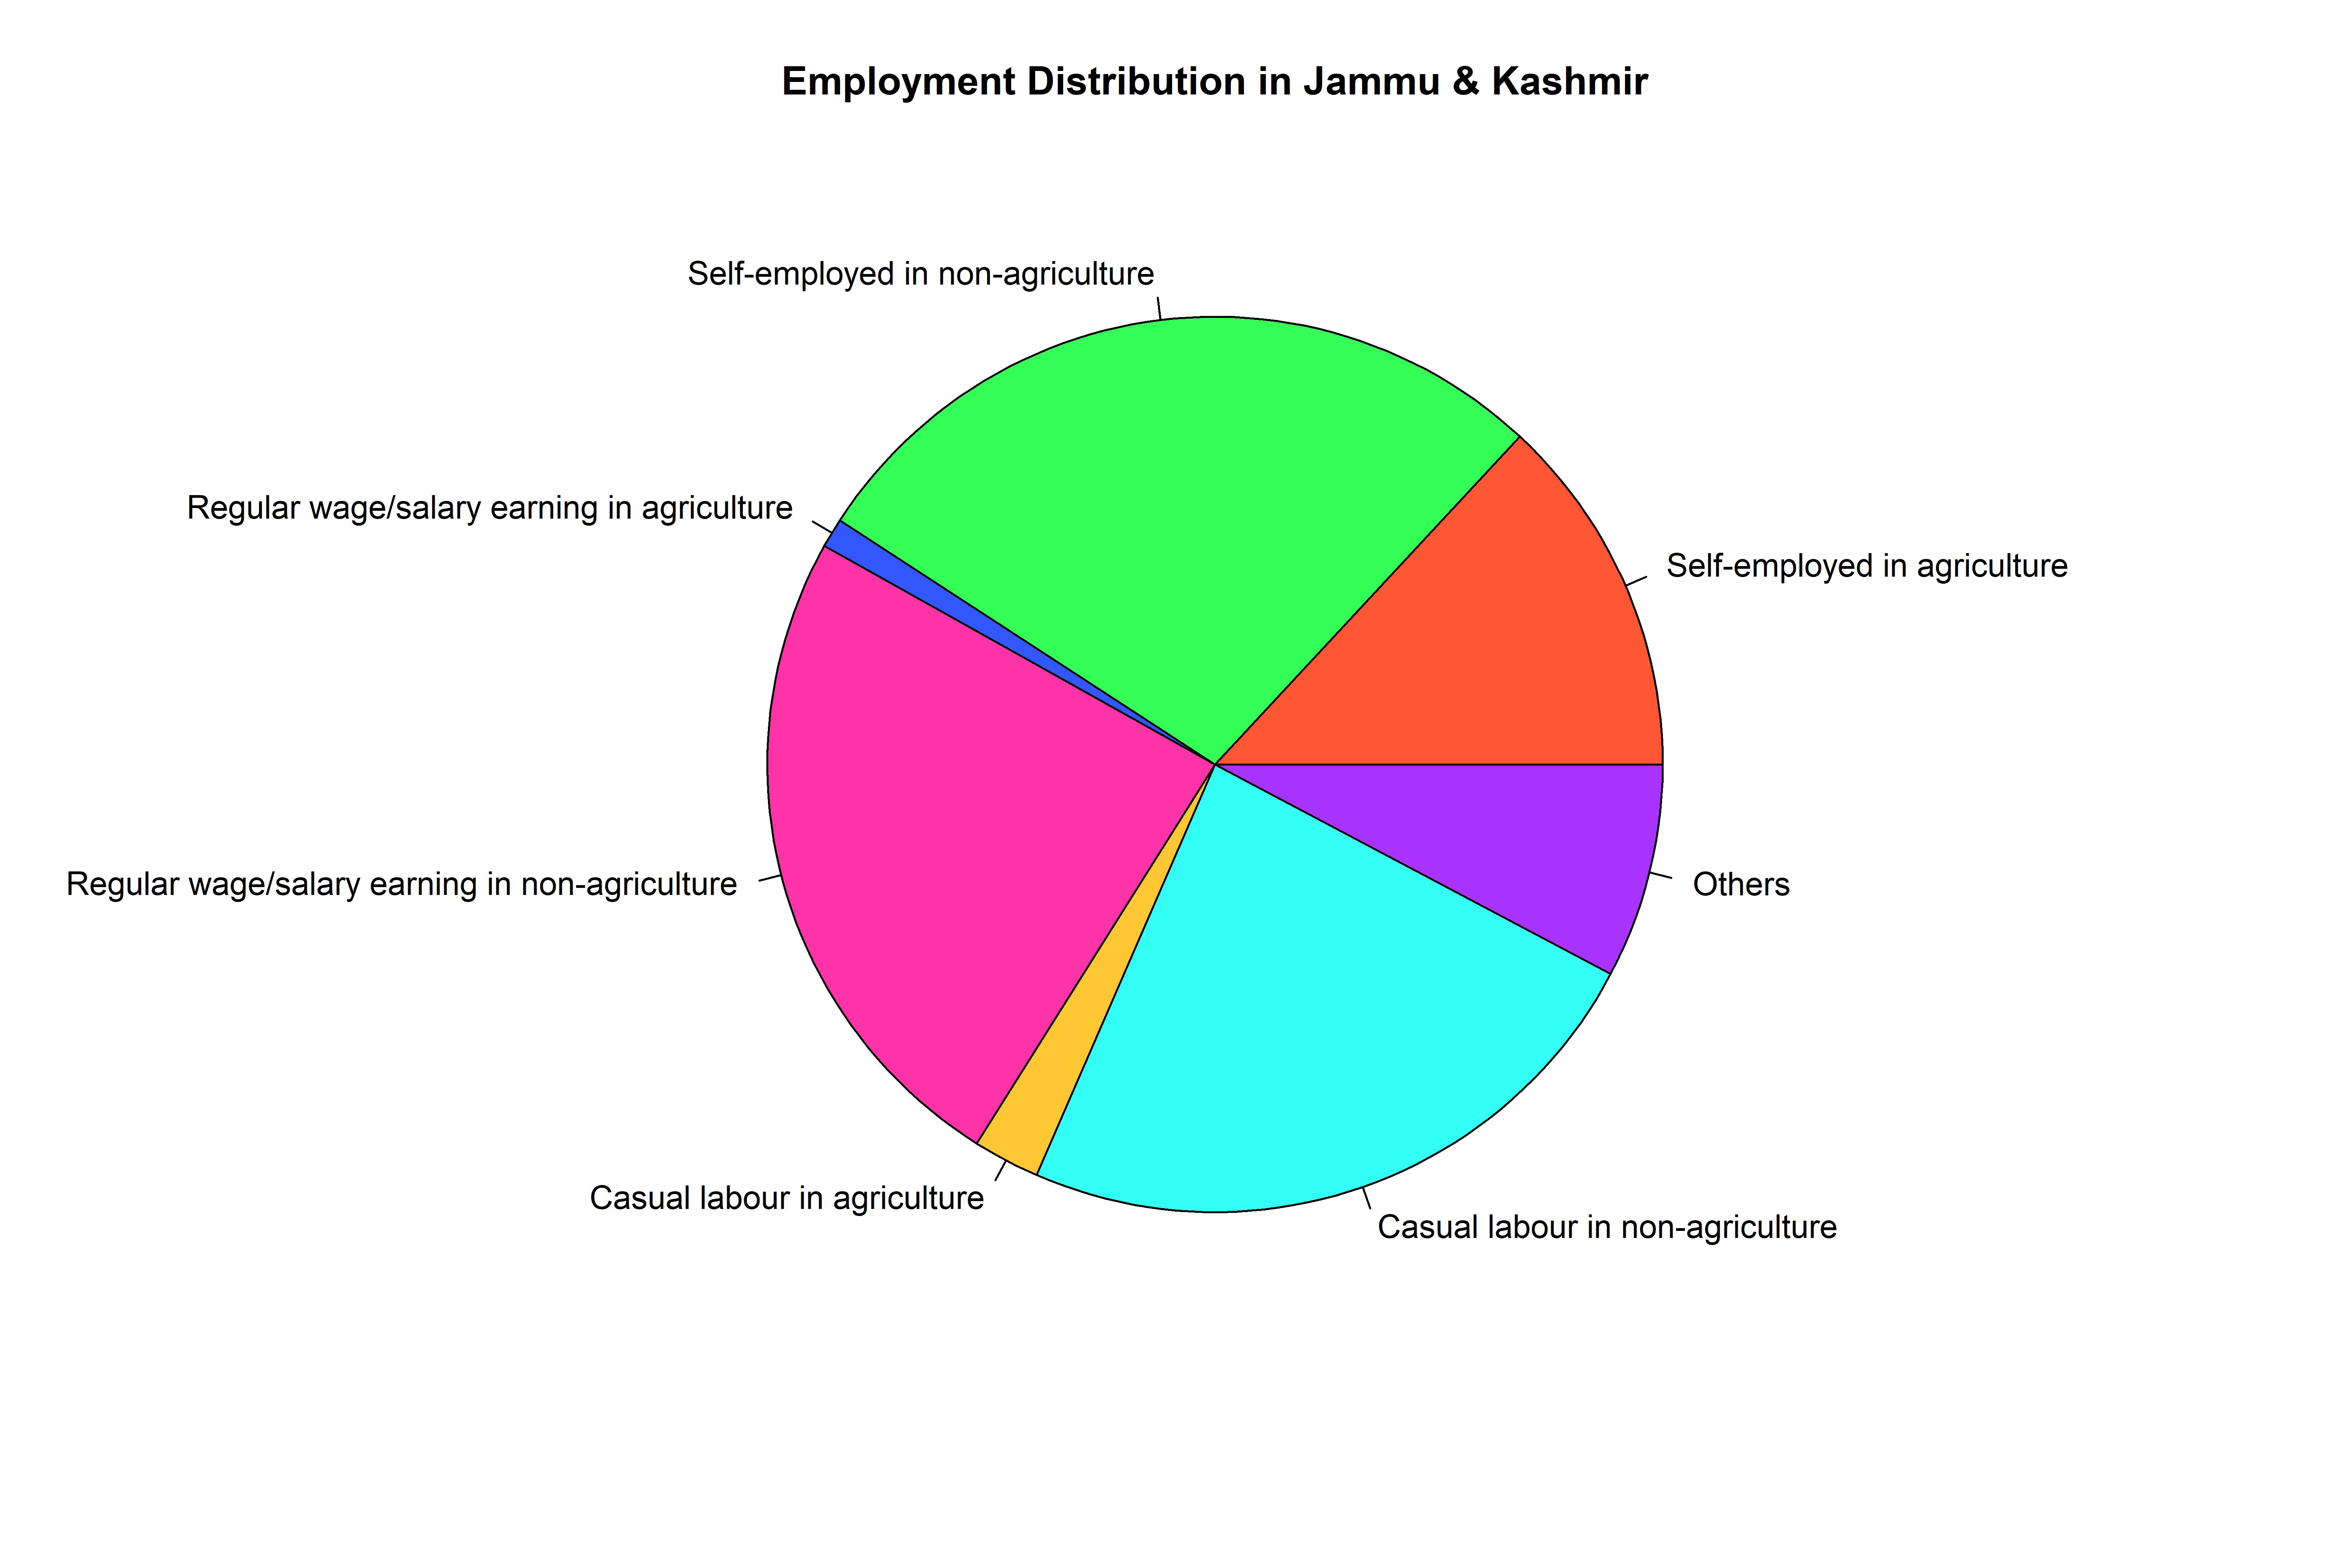 Employment Distribution in Jammu & Kashmir
Self-employed in non-agriculture
Regular wage/salary earning in agriculture
Self-employed in agriculture
Regular wage/salary earning in non-agriculture
Others
Casual labour in agriculture
Casual labour in non-agriculture